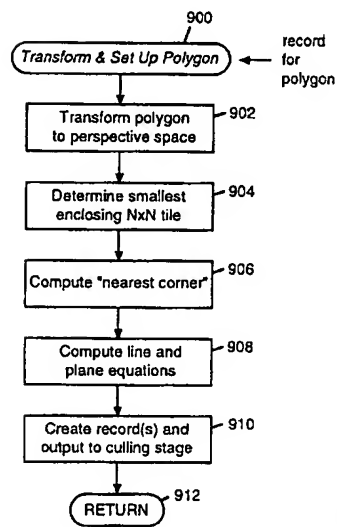 900
Transform & Set Up Polygon
record
for
polygon
902
Transform polygon
to perspective space
904
Determine smallest
enclosing NxN tile
906
Compute "nearest corner"
908
Compute line and
plane equations
910
Create record(s) and
output to culling stage
RETURN
912